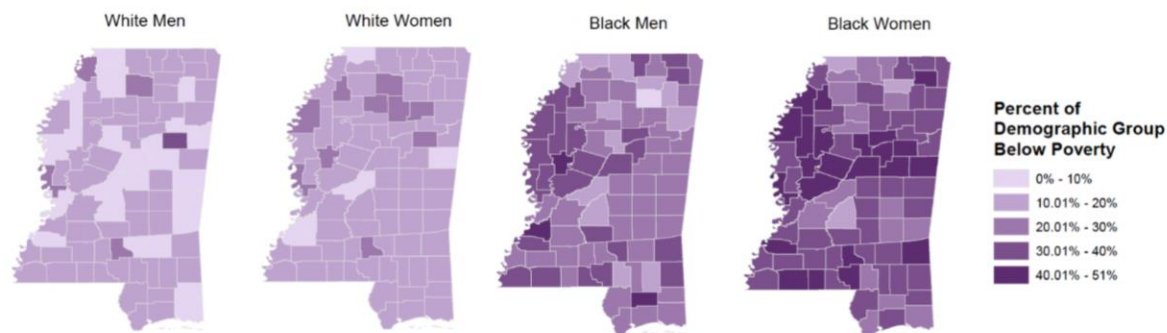 White Men
White Women
Black Men
Black Women
Percent of
Demographic Group
Below Poverty
0% - 10%
10.01% - 20%
20.01% - 30%
30.01% - 40%
40.01% - 51%